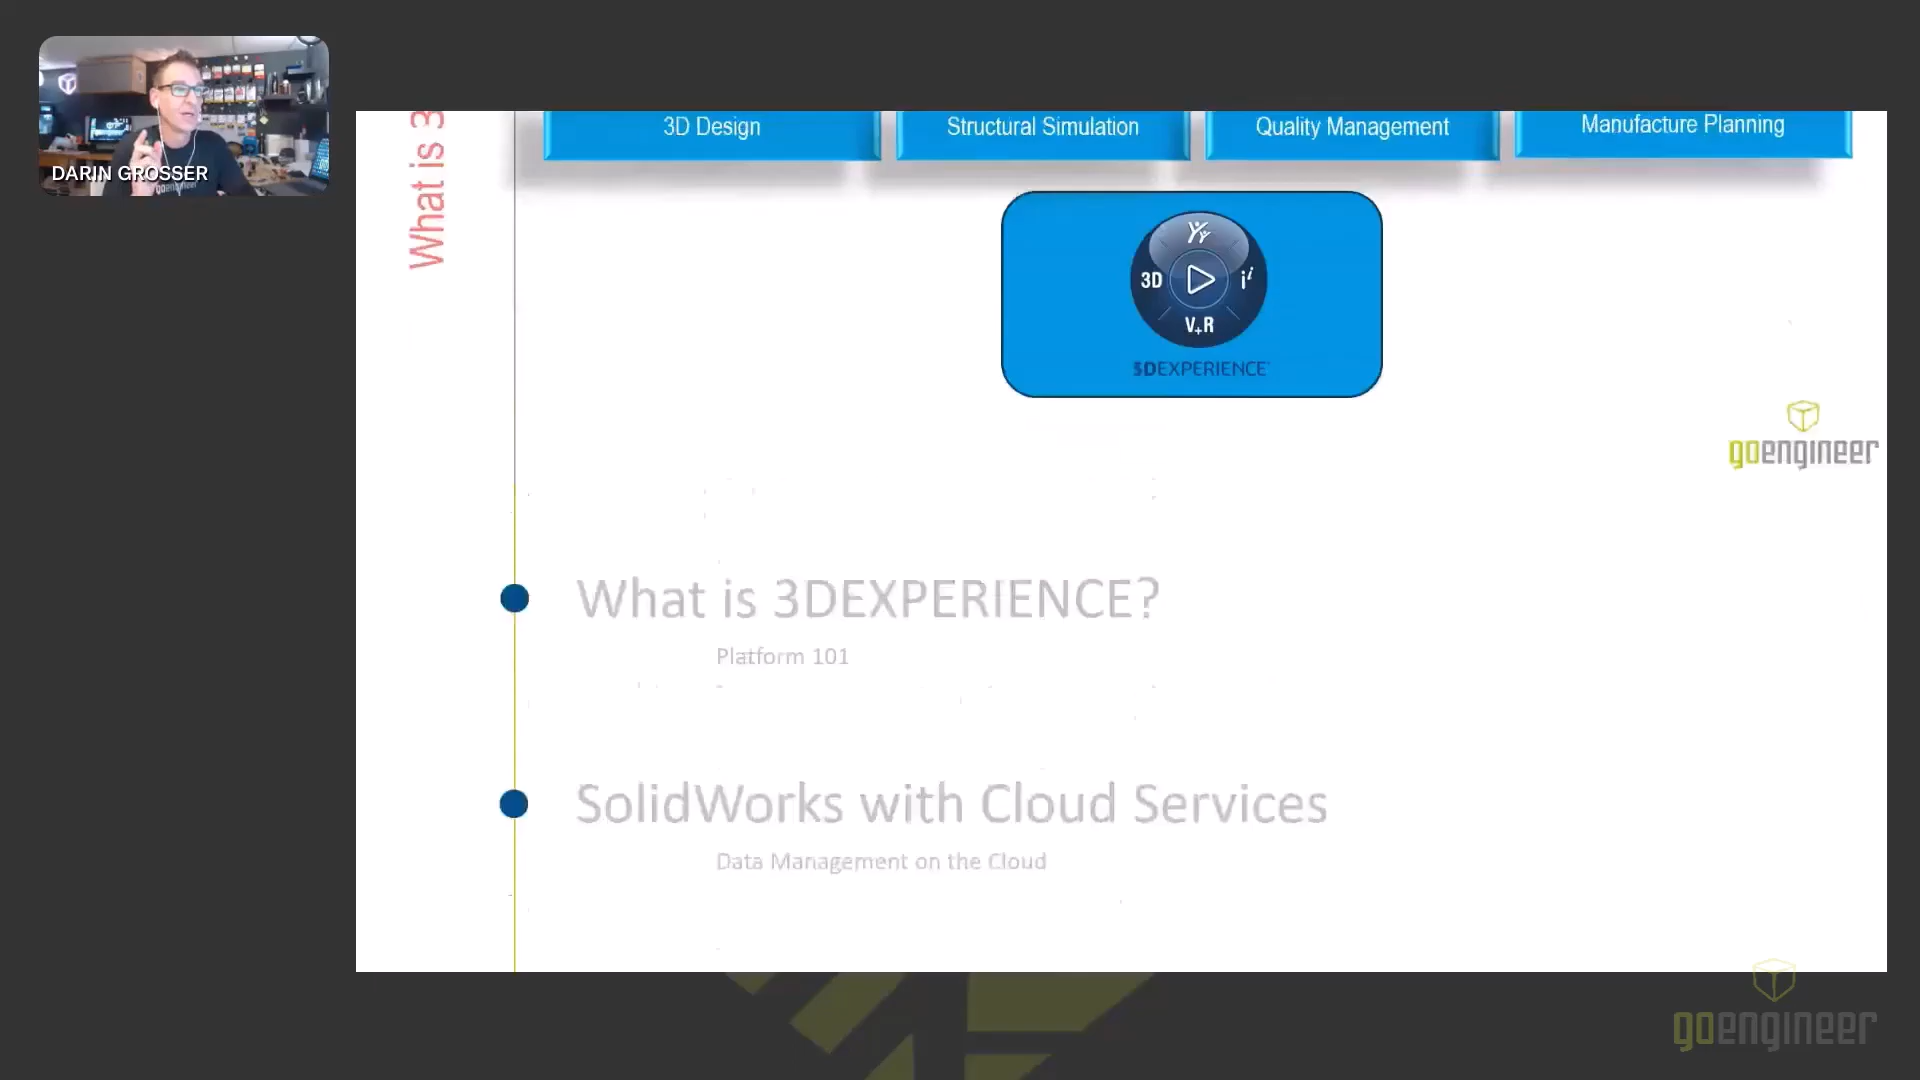 DARIN GROSSER
goengineer
What is 3
3D Design
Structural Simulation
Quality Management
Manufacture Planning
3D
V+R
3DEXPERIENCE
goengineer
What is 3DEXPERIENCE?
Platform 101
SolidWorks with Cloud Services
Data Management on the Cloud
goengineer